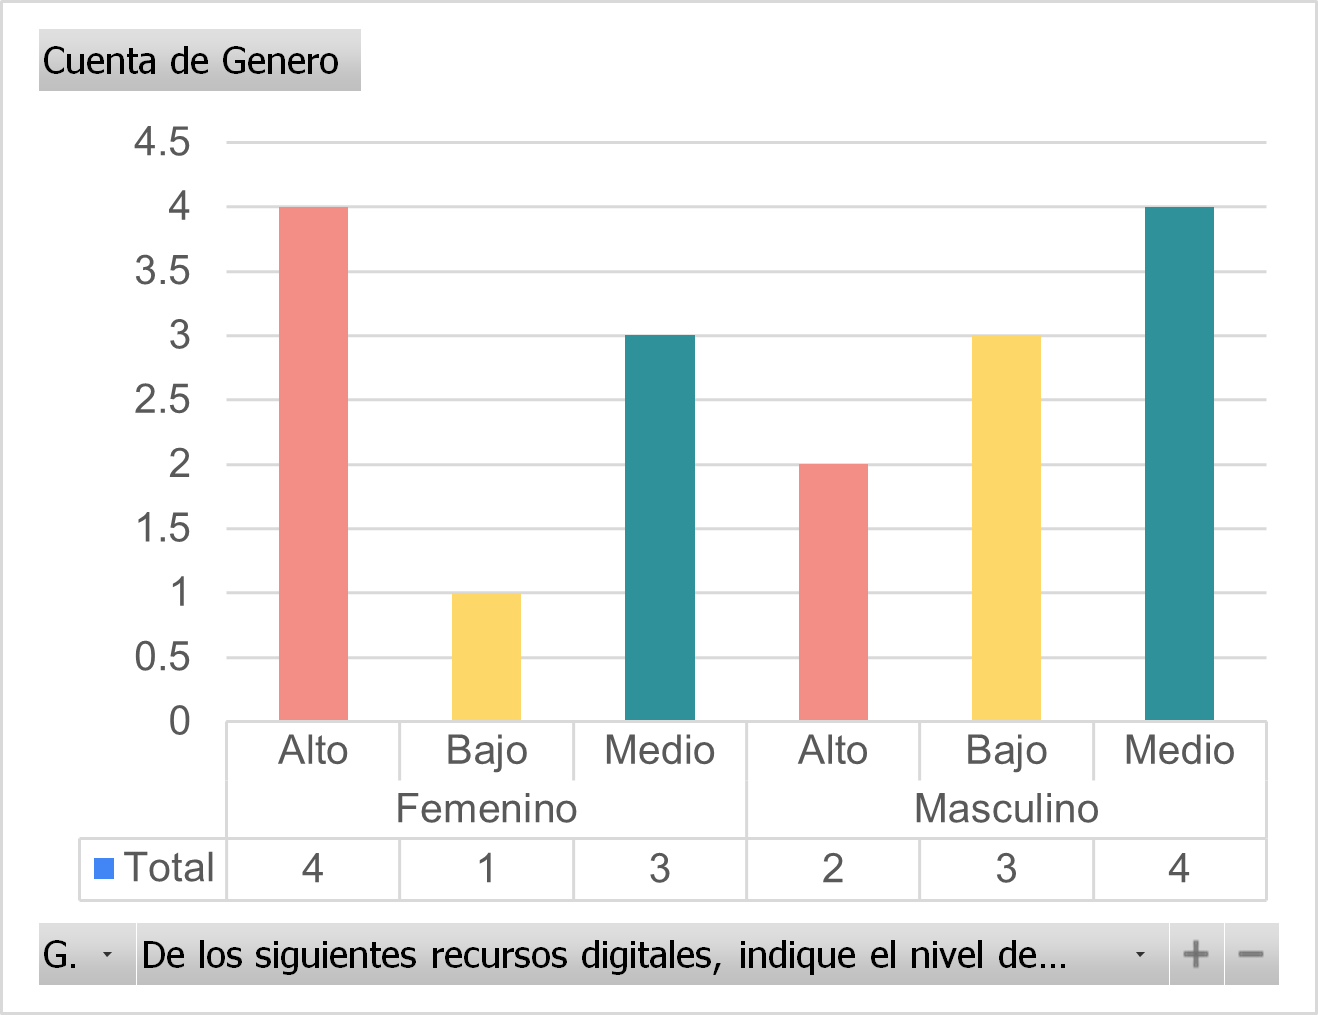 Cuenta de Genero
4.5
4
3.5
3
2.5
2
1.5
1
0.5
0
Alto Bajo Medio Alto Bajo Medio
Femenino Masculino
Total 4 1 3 2 3 4
G. De los siguientes recursos digitales, indique el nivel de... + −